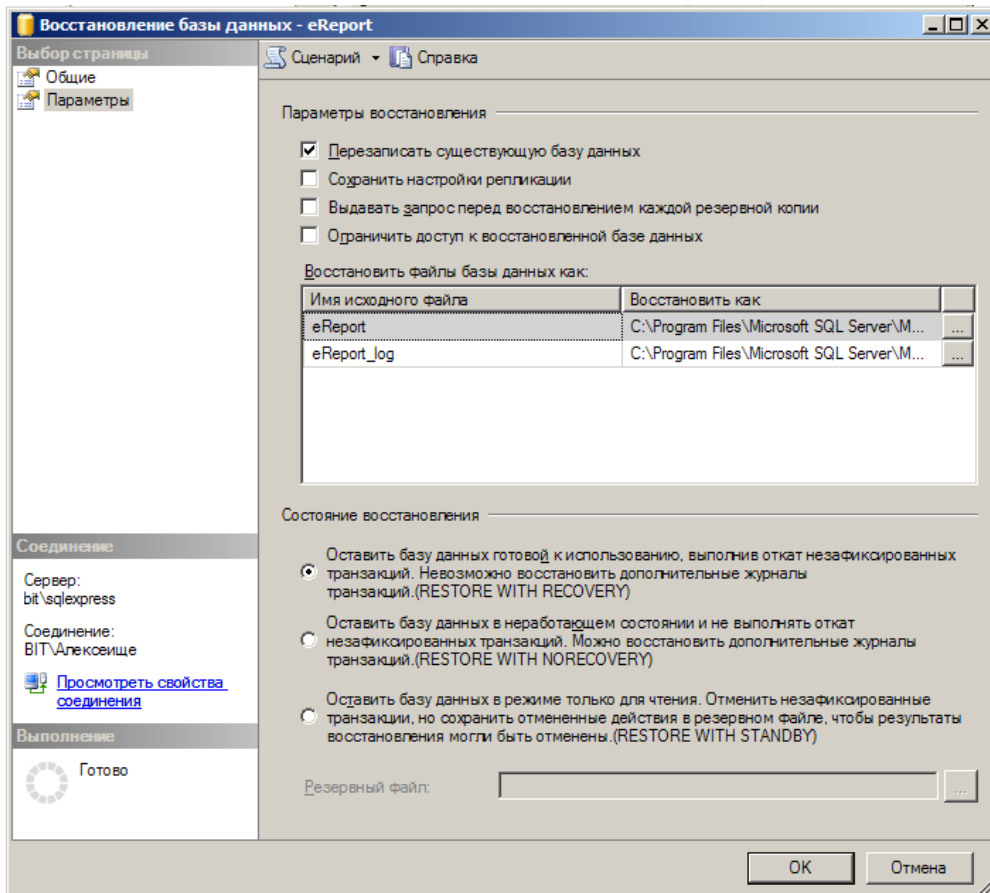 Восстановление базы данных - eReport
Выбор страницы
Общие
Параметры
Сценарий
Справка
Параметры восстановления
Перезаписать существующую базу данных
Сохранить настройки репликации
Выдавать запрос перед восстановлением каждой резервной копии
Ограничить доступ к восстановленной базе данных
Восстановить файлы базы данных как:
Имя исходного файла Восстановить как
eReport C:\Program Files\Microsoft SQL Server\M... ...
eReport_log C:\Program Files\Microsoft SQL Server\M... ...
Состояние восстановления
Оставить базу данных готовой к использованию, выполнив откат незафиксированных
транзакций. Невозможно восстановить дополнительные журналы
транзакций.(RESTORE WITH RECOVERY)
Оставить базу данных в неработающем состоянии и не выполнять откат
незафиксированных транзакций. Можно восстановить дополнительные журналы
транзакций.(RESTORE WITH NORECOVERY)
Оставить базу данных в режиме только для чтения. Отменить незафиксированные
транзакции, но сохранить отмененные действия в резервном файле, чтобы результаты
восстановления могли быть отменены.(RESTORE WITH STANDBY)
Резервный файл: ...
Соединение
Сервер:
bit\sqlexpress
Соединение:
BIT\Алексеище
Просмотреть свойства
соединения
Выполнение
Готово
OK
Отмена